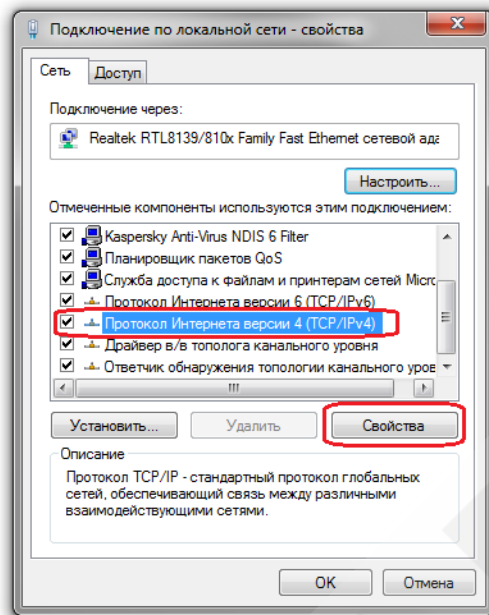 Подключение по локальной сети - свойства
Сеть Доступ
Подключение через:
Realtek RTL8139/810x Family Fast Ethernet сетевой ада
Настроить...
Отмеченные компоненты используются этим подключением:
Kaspersky Anti-Virus NDIS 6 Filter
Планировщик пакетов QoS
Служба доступа к файлам и принтерам сетей Micro
Протокол Интернета версии 6 (TCP/IPv6)
Протокол Интернета версии 4 (TCP/IPv4)
Драйвер в/в тополога канального уровня
Ответчик обнаружения топологии канального уров
Установить... Удалить Свойства
Описание
Протокол TCP/IP - стандартный протокол глобальных
сетей, обеспечивающий связь между различными
взаимодействующими сетями.
OK Отмена